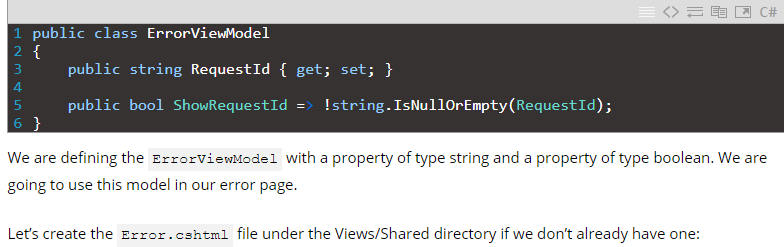 C#
1 public class ErrorViewModel
2 {
3     public string RequestId { get; set; }
4
5     public bool ShowRequestId => !string.IsNullOrEmpty(RequestId);
6 }
We are defining the ErrorViewModel with a property of type string and a property of type boolean. We are
going to use this model in our error page.
Let’s create the Error.cshtml file under the Views/Shared directory if we don’t already have one: